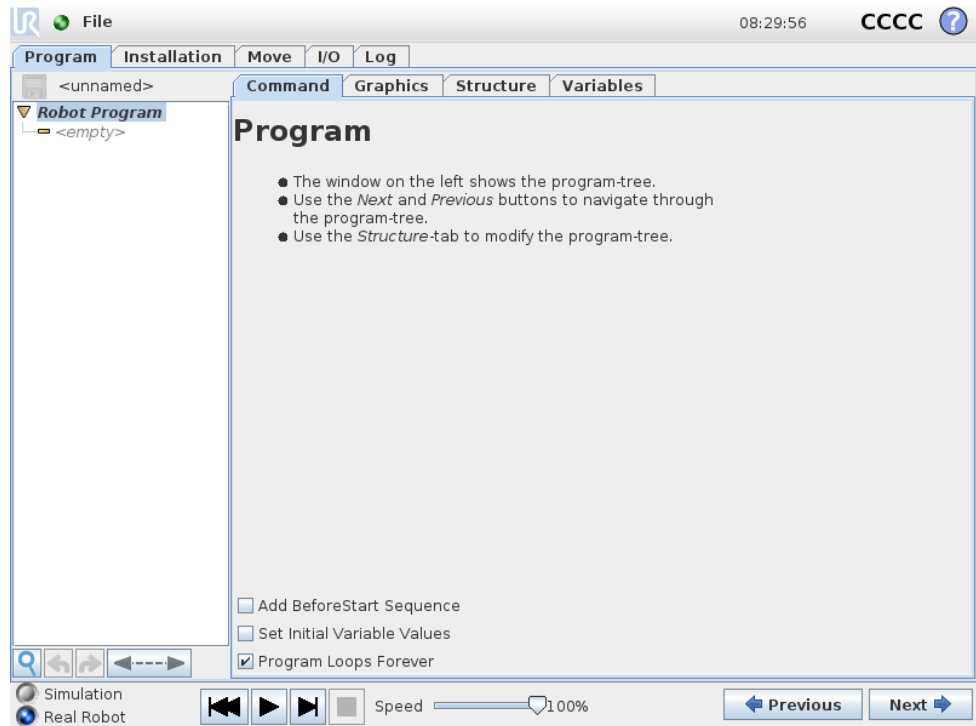 UR File 08:29:56 CCCC ?
Program Installation Move I/O Log
<unnamed> Command Graphics Structure Variables
Robot Program
<empty>
Program
The window on the left shows the program-tree.
Use the Next and Previous buttons to navigate through
the program-tree.
Use the Structure-tab to modify the program-tree.
Add BeforeStart Sequence
Set Initial Variable Values
Program Loops Forever
Simulation
Real Robot
Speed 100% Previous Next